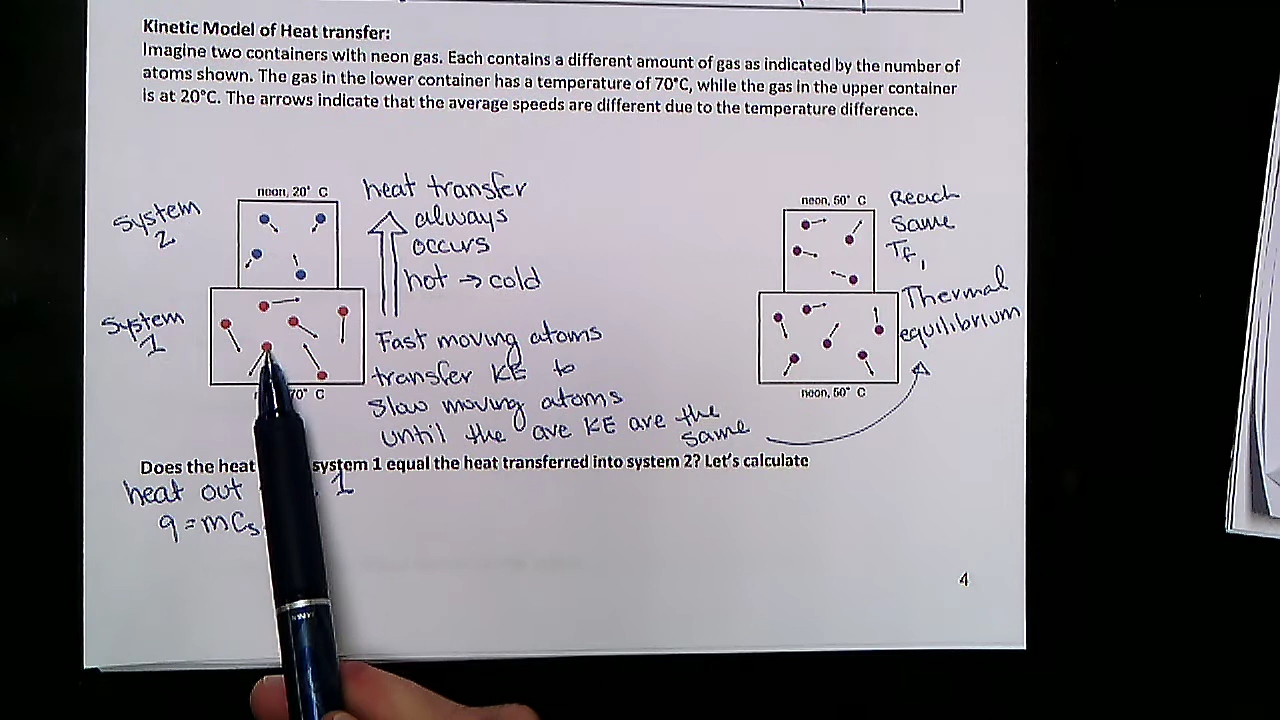 Kinetic Model of Heat transfer:
Imagine two containers with neon gas. Each contains a different amount of gas as indicated by the number of
atoms shown. The gas in the lower container has a temperature of 70°C, while the gas in the upper container
is at 20°C. The arrows indicate that the average speeds are different due to the temperature difference.
neon, 20° C
System
2
heat transfer
always
occurs
hot → cold
System
1
Fast moving atoms
transfer KE to
slow moving atoms
until the ave KE are the
same
70° C
neon, 50° C
Reach
same
Tf,
Thermal
equilibrium
neon, 50° C
Does the heat system 1 equal the heat transferred into system 2? Let's calculate
heat out 1
q = mCs
4